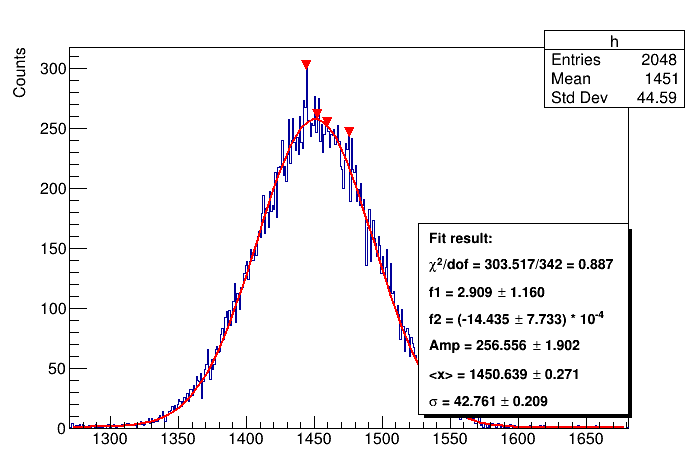 h
Entries 2048
Mean 1451
Std Dev 44.59
Counts
300
250
200
150
100
50
0
Fit result:
χ²/dof = 303.517/342 = 0.887
f1 = 2.909 ± 1.160
f2 = (-14.435 ± 7.733) * 10⁻⁴
Amp = 256.556 ± 1.902
<x> = 1450.639 ± 0.271
σ = 42.761 ± 0.209
1300 1350 1400 1450 1500 1550 1600 1650